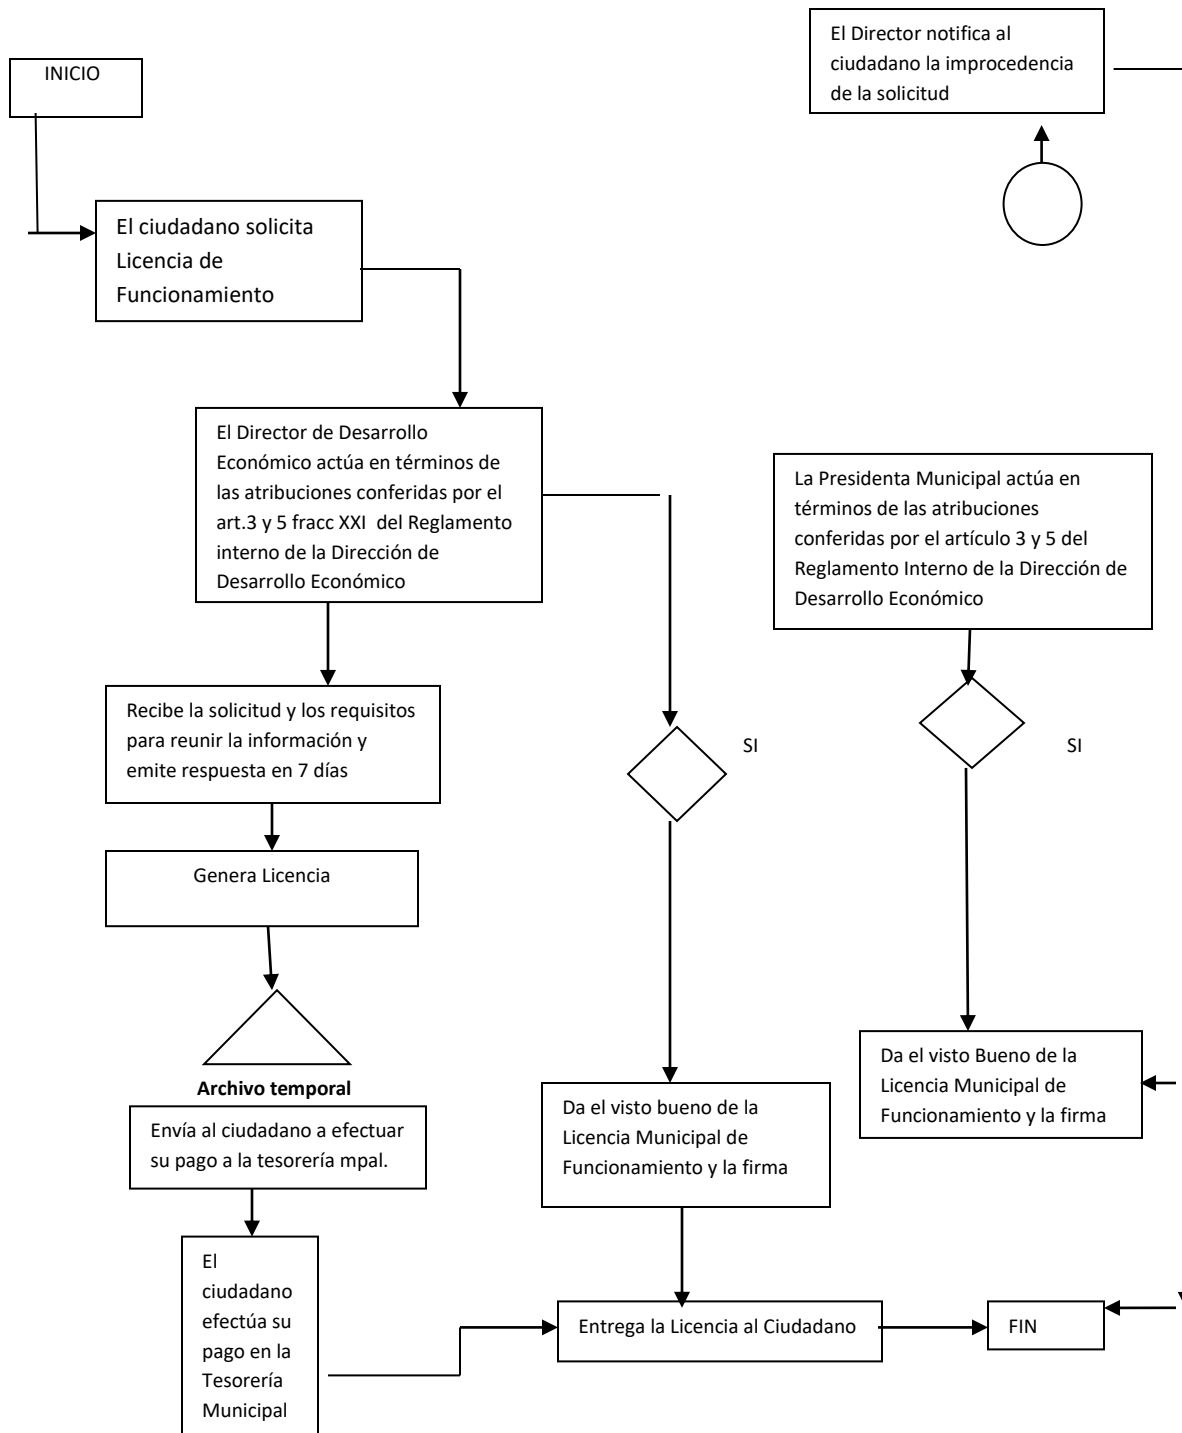 El Director notifica al
ciudadano la improcedencia
de la solicitud
INICIO
El ciudadano solicita
Licencia de
Funcionamiento
El Director de Desarrollo
Económico actúa en términos de
las atribuciones conferidas por el
art.3 y 5 fracc XXI  del Reglamento
interno de la Dirección de
Desarrollo Económico
La Presidenta Municipal actúa en
términos de las atribuciones
conferidas por el artículo 3 y 5 del
Reglamento Interno de la Dirección de
Desarrollo Económico
Recibe la solicitud y los requisitos
para reunir la información y
emite respuesta en 7 días
SI
SI
Genera Licencia
Archivo temporal
Envía al ciudadano a efectuar
su pago a la tesorería mpal.
Da el visto bueno de la
Licencia Municipal de
Funcionamiento y la firma
Da el visto Bueno de la
Licencia Municipal de
Funcionamiento y la firma
El
ciudadano
efectúa su
pago en la
Tesorería
Municipal
Entrega la Licencia al Ciudadano
FIN